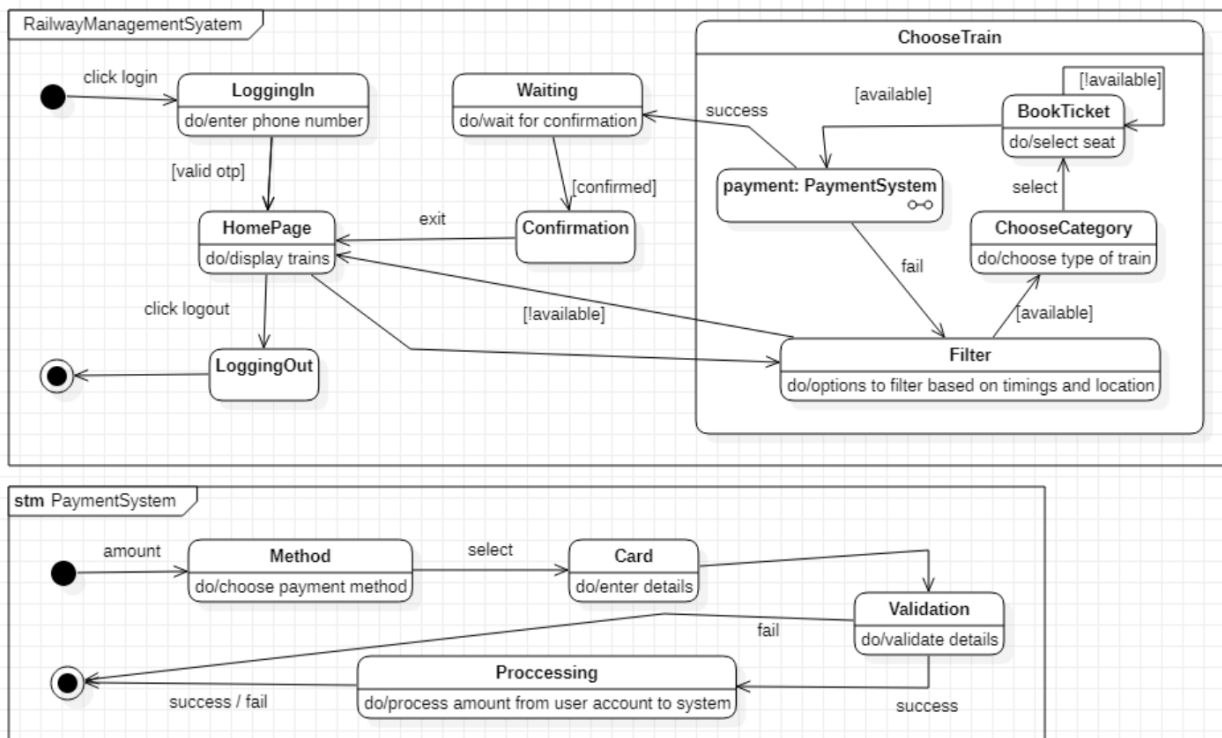 RailwayManagementSyatem
ChooseTrain
click login
LoggingIn
do/enter phone number
Waiting
do/wait for confirmation
success
[available]
[!available]
BookTicket
do/select seat
[valid otp]
[confirmed]
payment: PaymentSystem
select
HomePage
do/display trains
exit
Confirmation
ChooseCategory
do/choose type of train
fail
click logout
[!available]
[available]
LoggingOut
Filter
do/options to filter based on timings and location
stm PaymentSystem
amount
Method
do/choose payment method
select
Card
do/enter details
Validation
do/validate details
fail
Proccessing
do/process amount from user account to system
success / fail
success